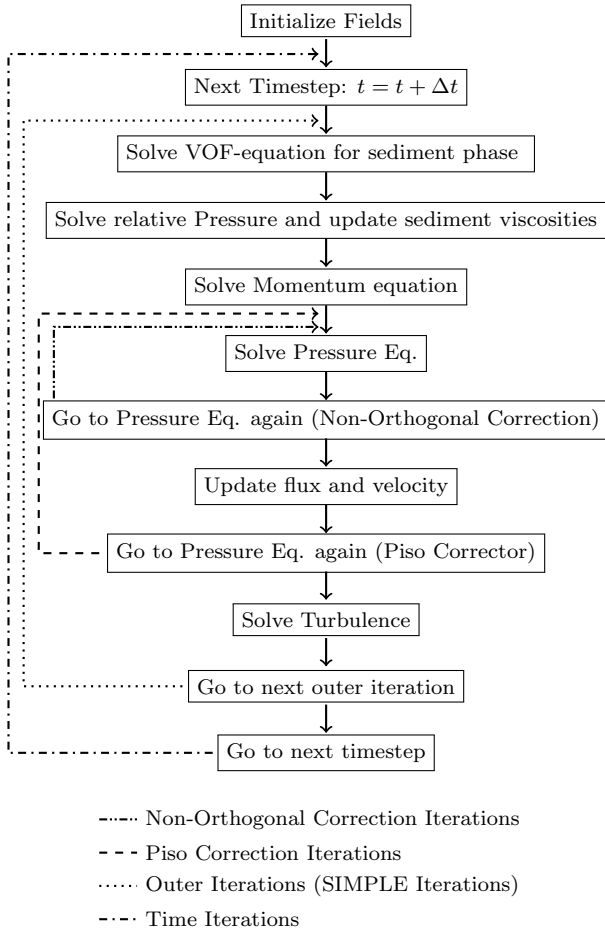 Initialize Fields
Next Timestep: t = t + Δt
Solve VOF-equation for sediment phase
Solve relative Pressure and update sediment viscosities
Solve Momentum equation
Solve Pressure Eq.
Go to Pressure Eq. again (Non-Orthogonal Correction)
Update flux and velocity
Go to Pressure Eq. again (Piso Corrector)
Solve Turbulence
Go to next outer iteration
Go to next timestep
Non-Orthogonal Correction Iterations
Piso Correction Iterations
Outer Iterations (SIMPLE Iterations)
Time Iterations